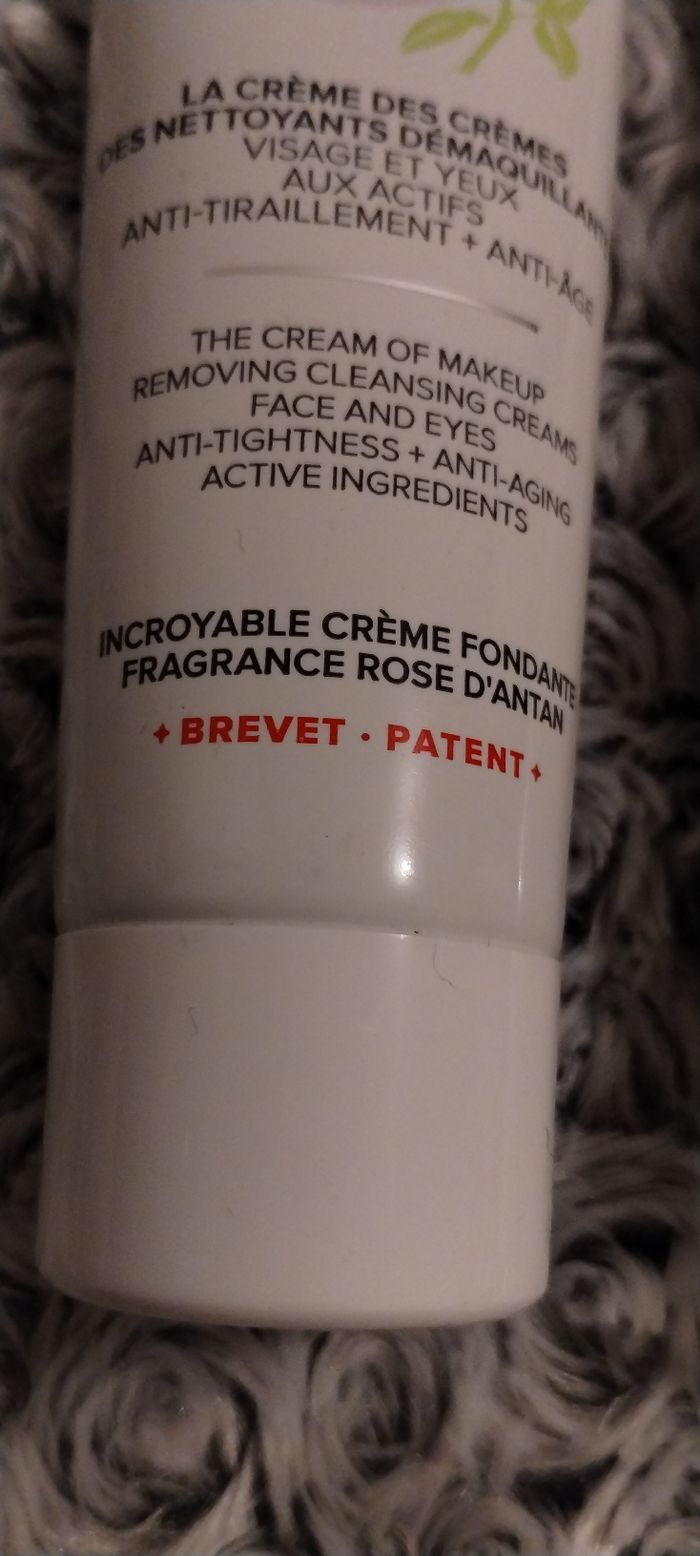 LA CRÈME DES CRÈMES
DES NETTOYANTS DÉMAQUILLANT
VISAGE ET YEUX
AUX ACTIFS
ANTI-TIRAILLEMENT + ANTI-ÂGE
THE CREAM OF MAKEUP
REMOVING CLEANSING CREAMS
FACE AND EYES
ANTI-TIGHTNESS + ANTI-AGING
ACTIVE INGREDIENTS
INCROYABLE CRÈME FONDANTE
FRAGRANCE ROSE D'ANTAN
✦ BREVET · PATENT ✦